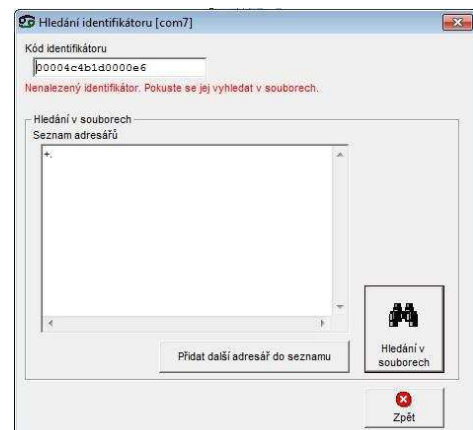 Hledání identifikátoru [com7]
Kód identifikátoru
00004c4b1d0000e6
Nenalezený identifikátor. Pokuste se jej vyhledat v souborech.
Hledání v souborech
Seznam adresářů
+.
Přidat další adresář do seznamu
Hledání v
souborech
Zpět